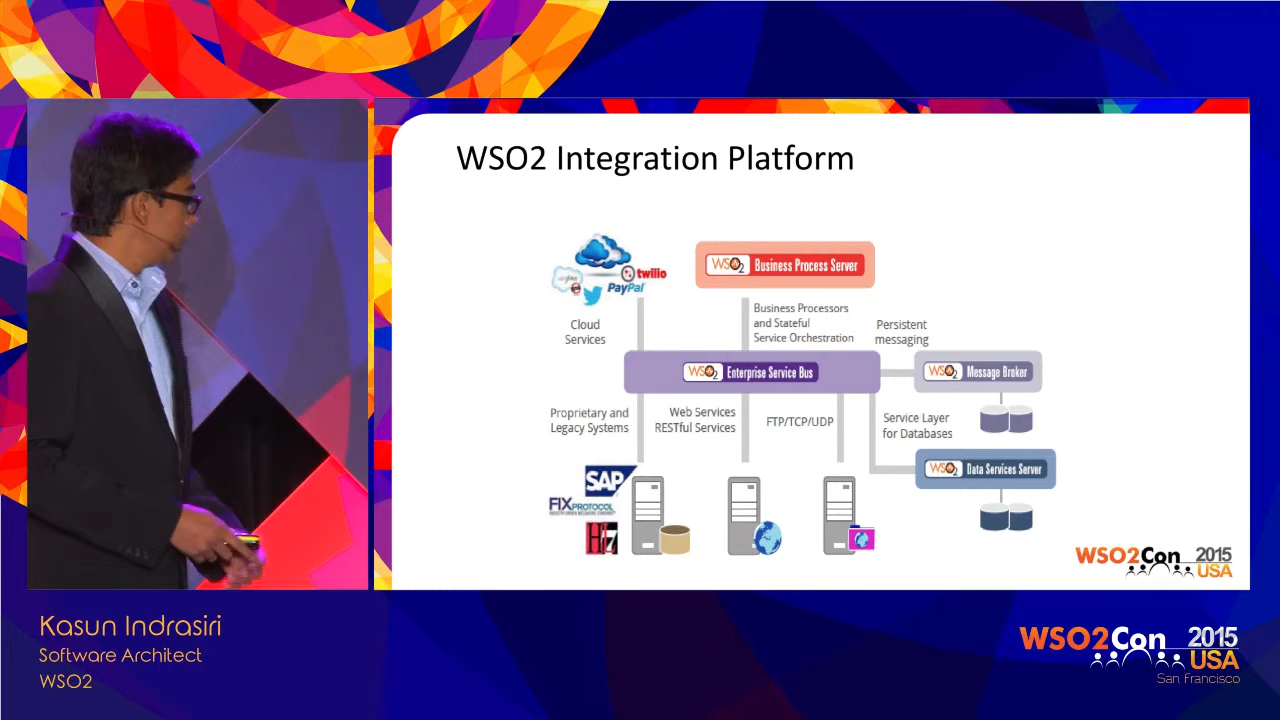 WSO2 Integration Platform
twilio
PayPal
WSO2 Business Process Server
Cloud
Services
Business Processors
and Stateful
Service Orchestration
Persistent
messaging
WSO2 Enterprise Service Bus
WSO2 Message Broker
Proprietary and
Legacy Systems
Web Services
RESTful Services
FTP/TCP/UDP
Service Layer
for Databases
WSO2 Data Services Server
SAP
FIX PROTOCOL
HL7
WSO2Con 2015
USA
Kasun Indrasiri
Software Architect
WSO2
WSO2Con 2015
USA
San Francisco